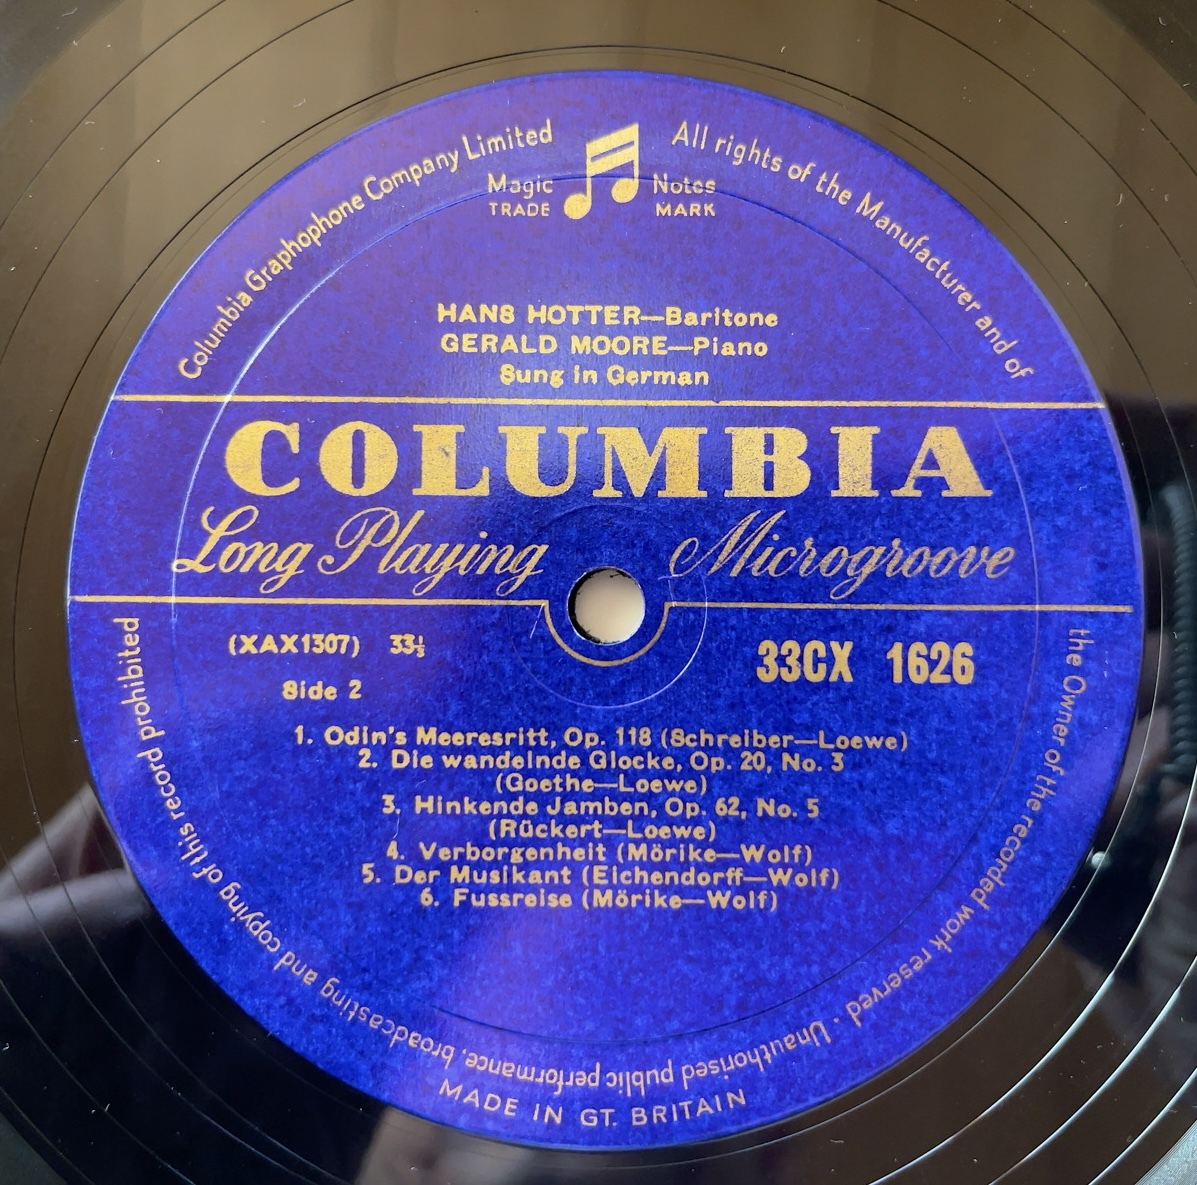 Columbia Graphophone Company Limited
All rights of the Manufacturer and of
the Owner of the recorded work reserved · Unauthorised public performance, broadcasting and copying of this record prohibited
Magic Notes
TRADE MARK
HANS HOTTER—Baritone
GERALD MOORE—Piano
Sung in German
COLUMBIA
Long Playing Microgroove
(XAX1307) 33⅓
33CX 1626
Side 2
1. Odin's Meeresritt, Op. 118 (Schreiber—Loewe)
2. Die wandelnde Glocke, Op. 20, No. 3
(Goethe—Loewe)
3. Hinkende Jamben, Op. 62, No. 5
(Rückert—Loewe)
4. Verborgenheit (Mörike—Wolf)
5. Der Musikant (Eichendorff—Wolf)
6. Fussreise (Mörike—Wolf)
MADE IN GT. BRITAIN